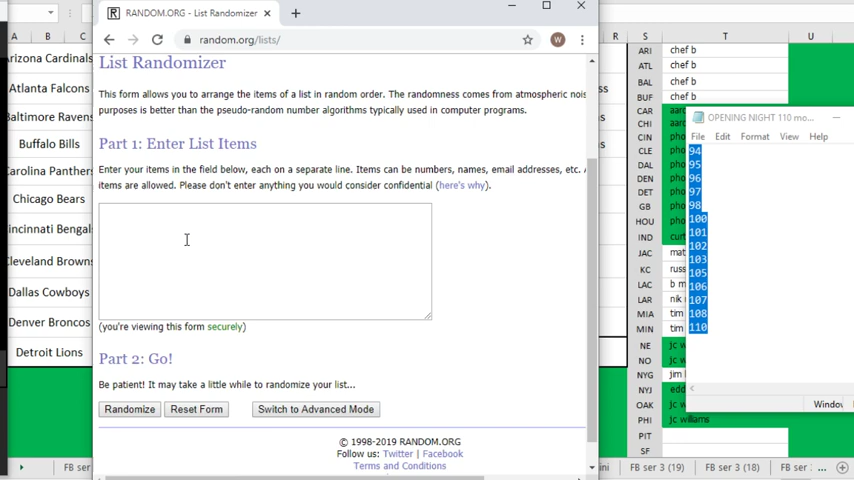 RANDOM.ORG - List Randomizer
random.org/lists/
W
List Randomizer
This form allows you to arrange the items of a list in random order. The randomness comes from atmospheric
purposes is better than the pseudo-random number algorithms typically used in computer programs.
Part 1: Enter List Items
Enter your items in the field below, each on a separate line. Items can be numbers, names, email addresses, etc.
items are allowed. Please don't enter anything you would consider confidential (here's why).
(you're viewing this form securely)
Part 2: Go!
Be patient! It may take a little while to randomize your list...
Randomize
Reset Form
Switch to Advanced Mode
© 1998-2019 RANDOM.ORG
Follow us: Twitter | Facebook
Terms and Conditions
A B C
Arizona Cardinals
Atlanta Falcons
Baltimore Ravens
Buffalo Bills
Carolina Panthers
Chicago Bears
Cincinnati Bengals
Cleveland Browns
Dallas Cowboys
Denver Broncos
Detroit Lions
R S T U
ARI chef b
ATL chef b
BAL chef b
BUF chef b
CAR
CHI
CIN
CLE
DAL
DEN
DET
GB
HOU
IND
JAC
KC
LAC
LAR
MIA tim
MIN tim
NE
NO
NYG
NYJ
OAK
PHI jc williams
PIT
SF
OPENING NIGHT 110 mo...
File Edit Format View Help
94
95
96
97
98
100
101
102
103
105
106
107
108
110
FB ser
FB ser 3 (19)
FB ser 3 (18)
FB ser